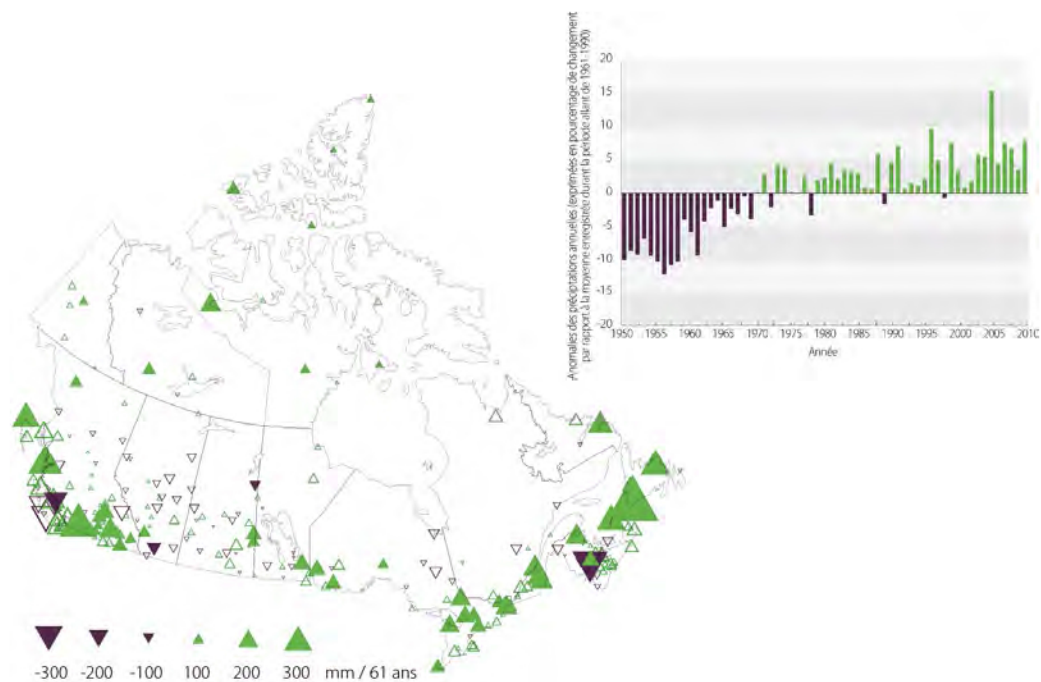 Anomales des précipitations annuelles (exprimées en pourcentage de changement
par rapport à la moyenne enregistrée durant la période allant de 1961-1990)
20
15
10
5
0
-5
-10
-15
-20
1950 1955 1960 1965 1970 1975 1980 1985 1990 1995 2000 2005 2010
Année
-300 -200 -100 100 200 300 mm / 61 ans